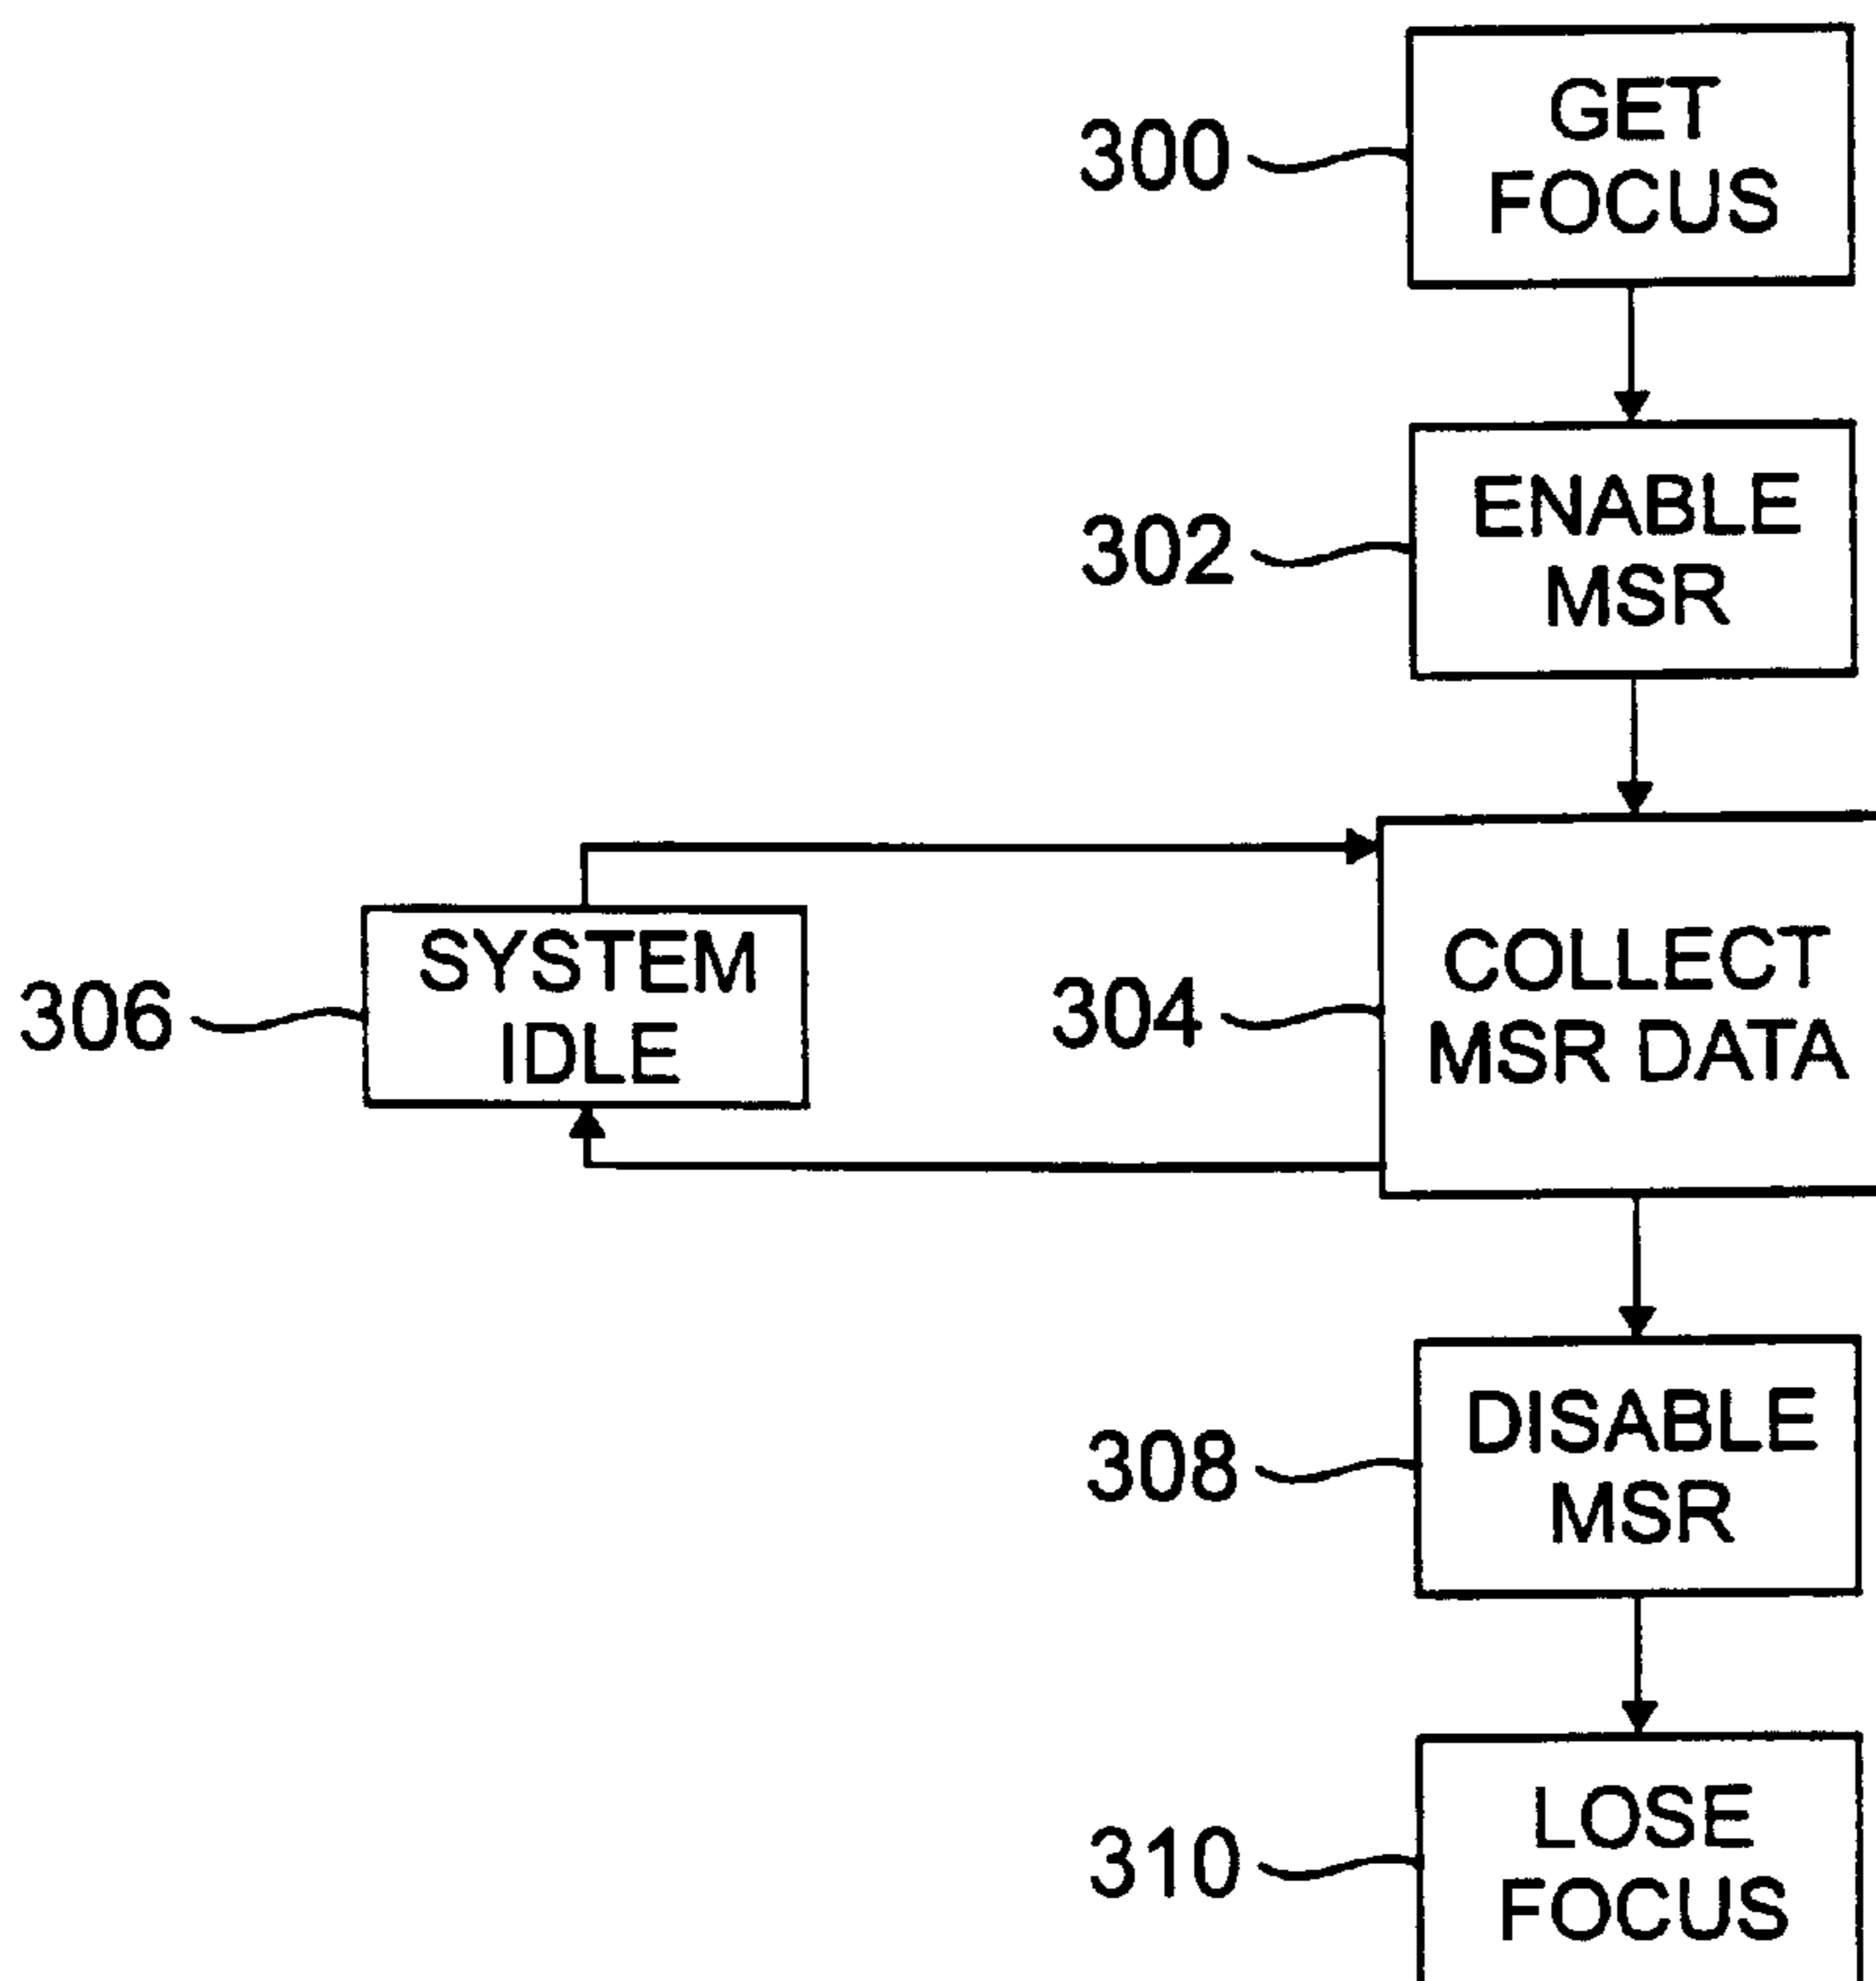 300
GET
FOCUS
302
ENABLE
MSR
306
SYSTEM
IDLE
304
COLLECT
MSR DATA
308
DISABLE
MSR
310
LOSE
FOCUS